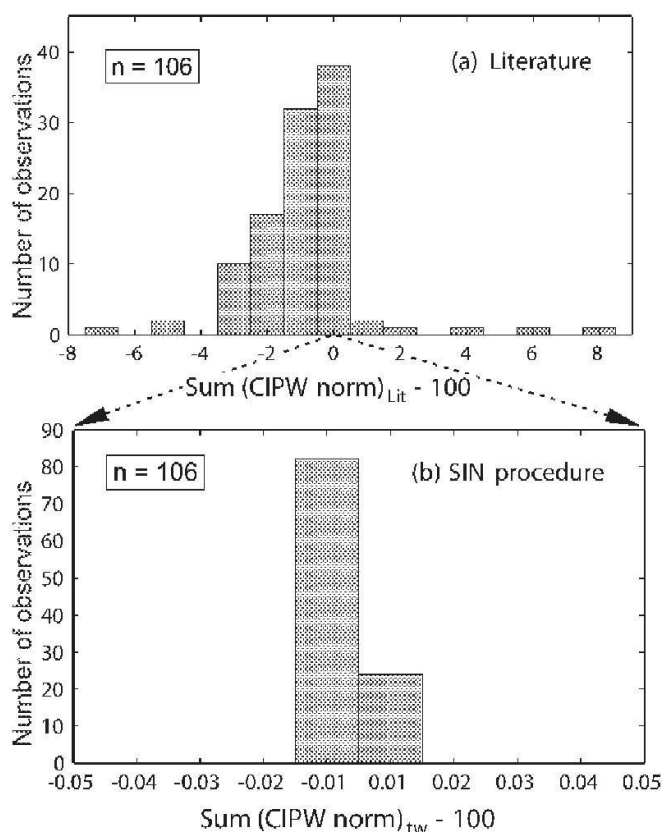 n = 106
(a) Literature
Number of observations
40
30
20
10
0
-8 -6 -4 -2 0 2 4 6 8
Sum (CIPW norm)Lit - 100
90
n = 106
(b) SIN procedure
80
70
60
50
40
30
20
10
0
Number of observations
-0.05 -0.04 -0.03 -0.02 -0.01 0.01 0.02 0.03 0.04 0.05
Sum (CIPW norm)tw - 100